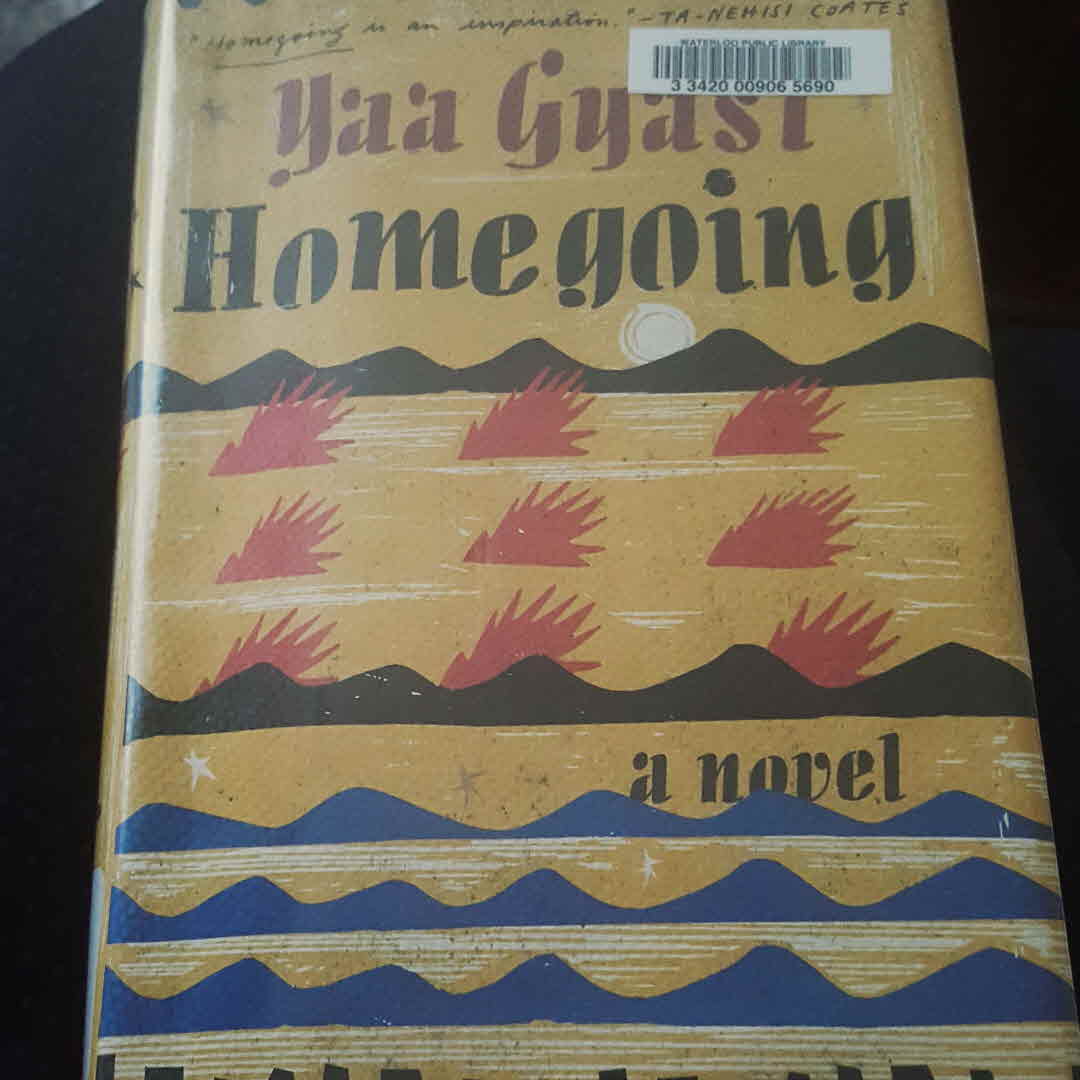 "Homegoing is an inspiration." -TA-NEHISI COATES
WATERLOO PUBLIC LIBRARY
3 3420 00906 5690
Yaa Gyasi
Homegoing
a novel